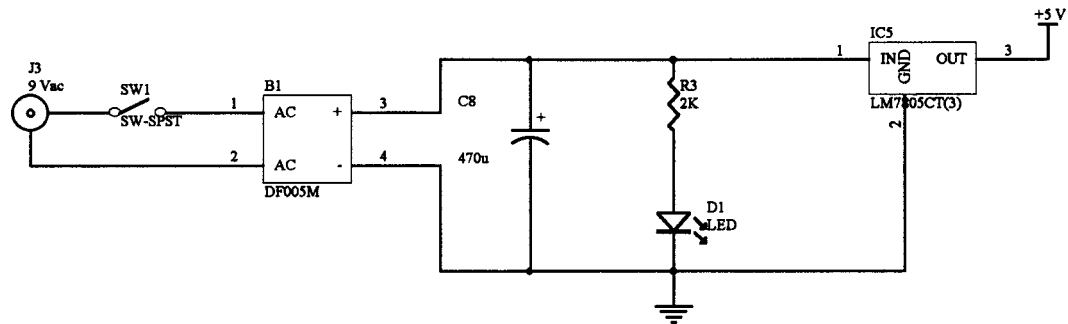 +5 V
IC5
1
IN
GND
OUT
3
LM7805CT(3)
2
J3
9 Vac
SW1
SW-SPST
B1
1
AC
+
3
2
AC
-
4
DF005M
C8
+
470u
R3
2K
D1
LED